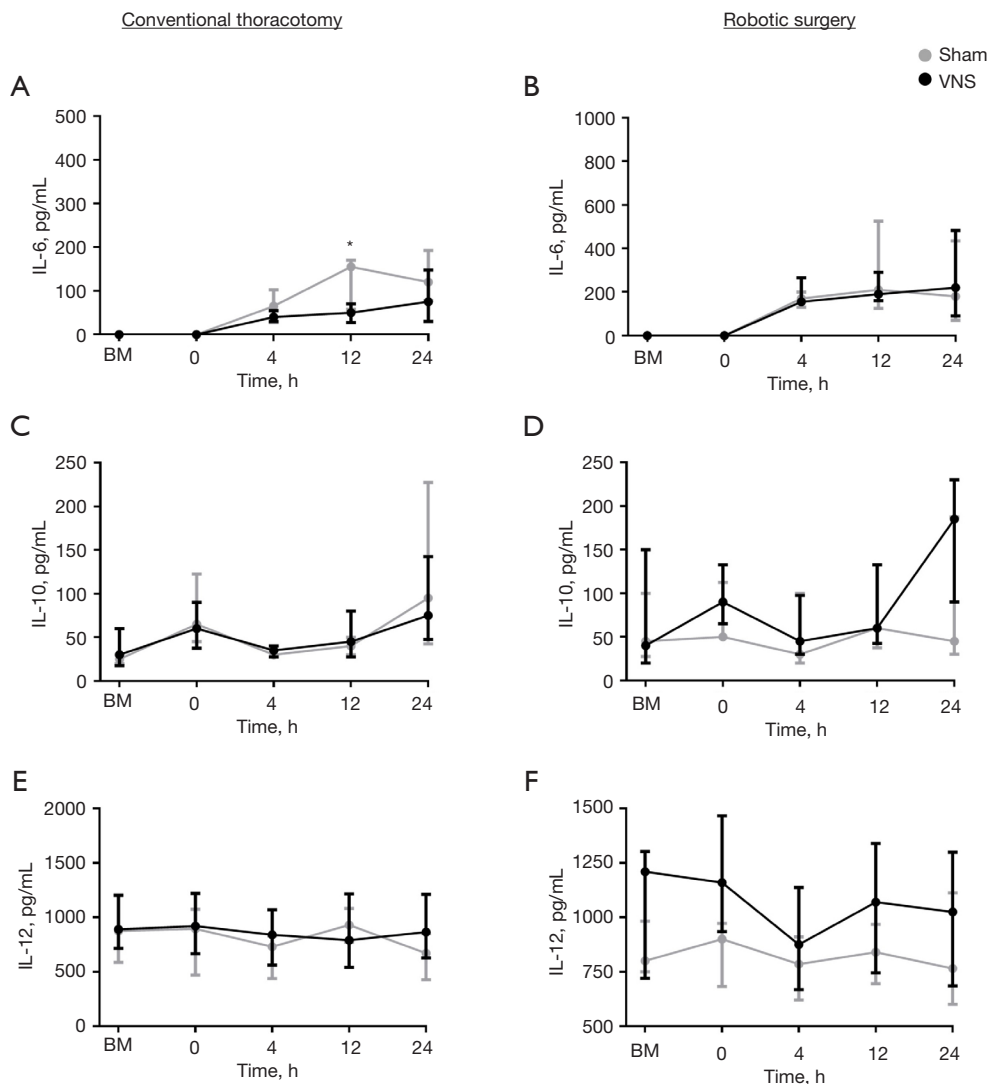 Conventional thoracotomy
Robotic surgery
Sham
VNS
A
500
400
300
200
100
0
IL-6, pg/mL
*
BM 0 4 12 24
Time, h
B
1000
800
600
400
200
0
IL-6, pg/mL
BM 0 4 12 24
Time, h
C
250
200
150
100
50
0
IL-10, pg/mL
BM 0 4 12 24
Time, h
D
250
200
150
100
50
0
IL-10, pg/mL
BM 0 4 12 24
Time, h
E
2000
1500
1000
500
0
IL-12, pg/mL
BM 0 4 12 24
Time, h
F
1500
1250
1000
750
500
IL-12, pg/mL
BM 0 4 12 24
Time, h